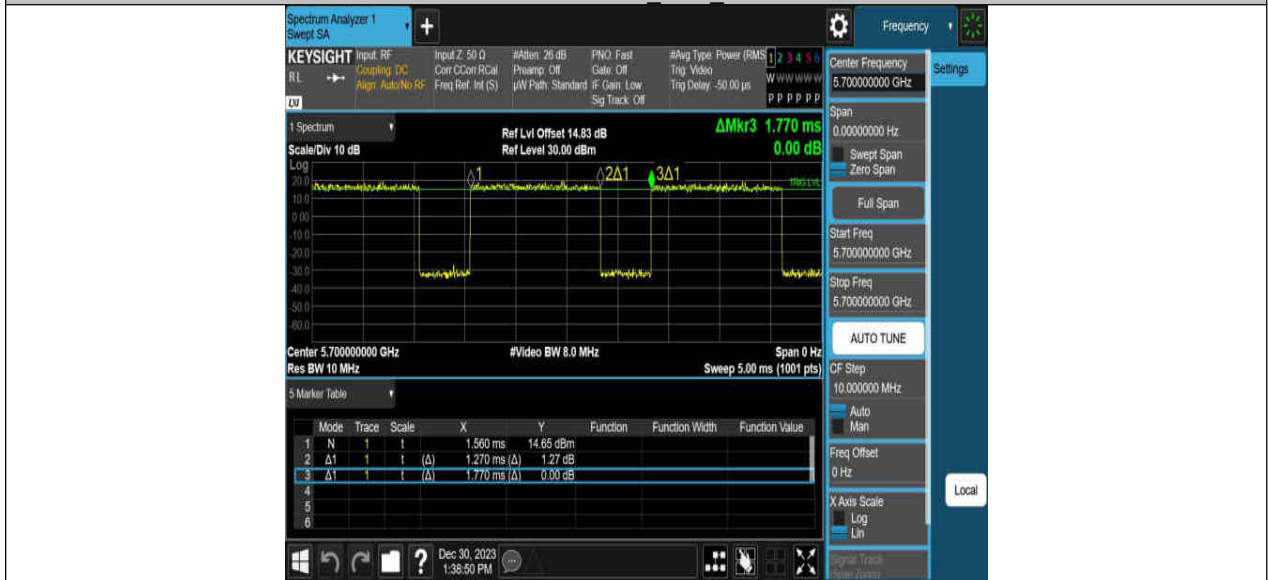 Spectrum Analyzer 1
Swept SA
+
Frequency
KEYSIGHT
RL
Input: RF
Coupling: DC
Align: Auto/No RF
Input Z: 50 Ω
Corr CCorr RCal
Freq Ref: Int (S)
#Atten: 26 dB
Preamp: Off
µW Path: Standard
PNO: Fast
Gate: Off
IF Gain: Low
Sig Track: Off
#Avg Type: Power (RMS
Trig: Video
Trig Delay: -50.00 µs
1 2 3 4 5 6
W W W W W W
P P P P P P
Center Frequency
5.700000000 GHz
Settings
Span
0.00000000 Hz
Swept Span
Zero Span
Full Span
Start Freq
5.700000000 GHz
Stop Freq
5.700000000 GHz
AUTO TUNE
CF Step
10.000000 MHz
Auto
Man
Freq Offset
0 Hz
X Axis Scale
Log
Lin
Signal Track
(Span Zoom)
Local
1 Spectrum
Scale/Div 10 dB
Ref Lvl Offset 14.83 dB
Ref Level 30.00 dBm
ΔMkr3 1.770 ms
0.00 dB
Log
20.0
10.0
0.00
-10.0
-20.0
-30.0
-40.0
-50.0
-60.0
1
2Δ1
3Δ1
TRIG LVL
Center 5.700000000 GHz
#Video BW 8.0 MHz
Span 0 Hz
Res BW 10 MHz
Sweep 5.00 ms (1001 pts)
5 Marker Table
Mode Trace Scale X Y Function Function Width Function Value
1 N 1 t 1.560 ms 14.65 dBm
2 Δ1 1 t (Δ) 1.270 ms (Δ) 1.27 dB
3 Δ1 1 t (Δ) 1.770 ms (Δ) 0.00 dB
4
5
6
?
Dec 30, 2023
1:38:50 PM